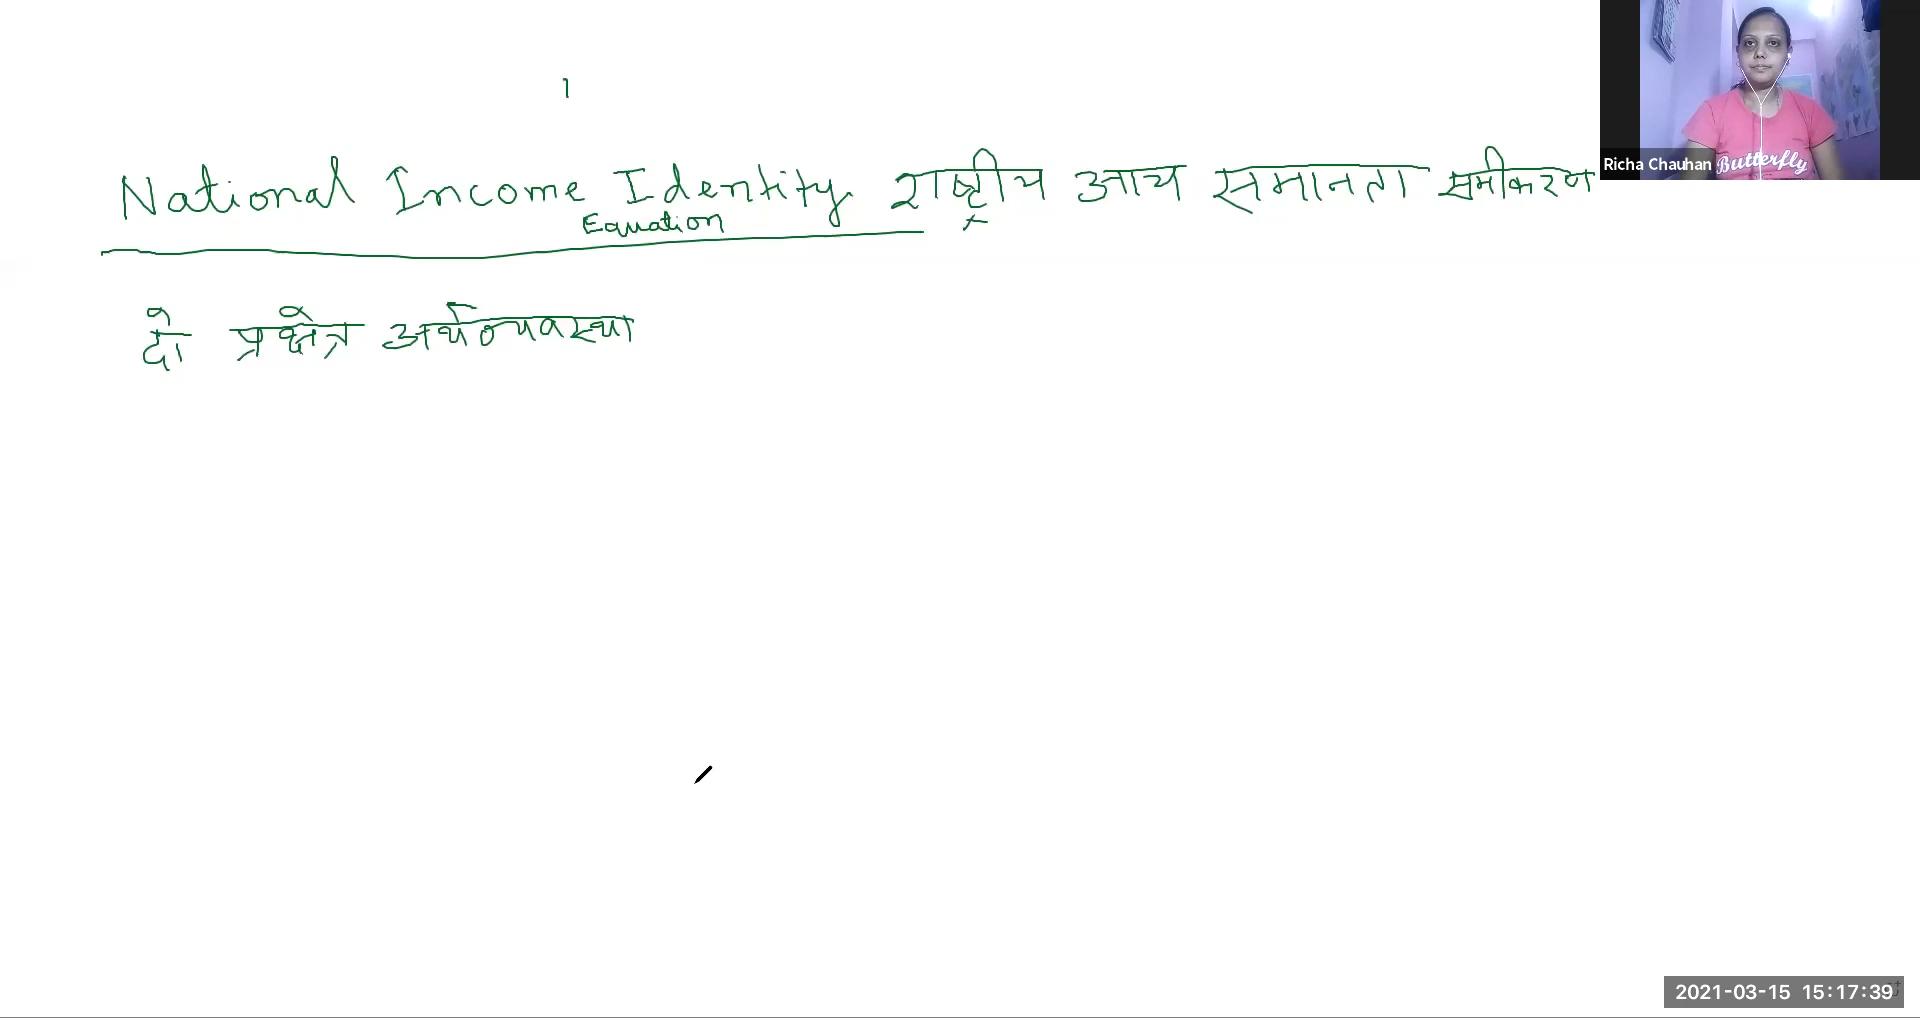 1
National Income Identity राष्ट्रीय आय समानता समीकरण
Equation
दो प्रक्षेत्र अर्थव्यवस्था
Richa Chauhan
Butterfly
2021-03-15 15:17:39